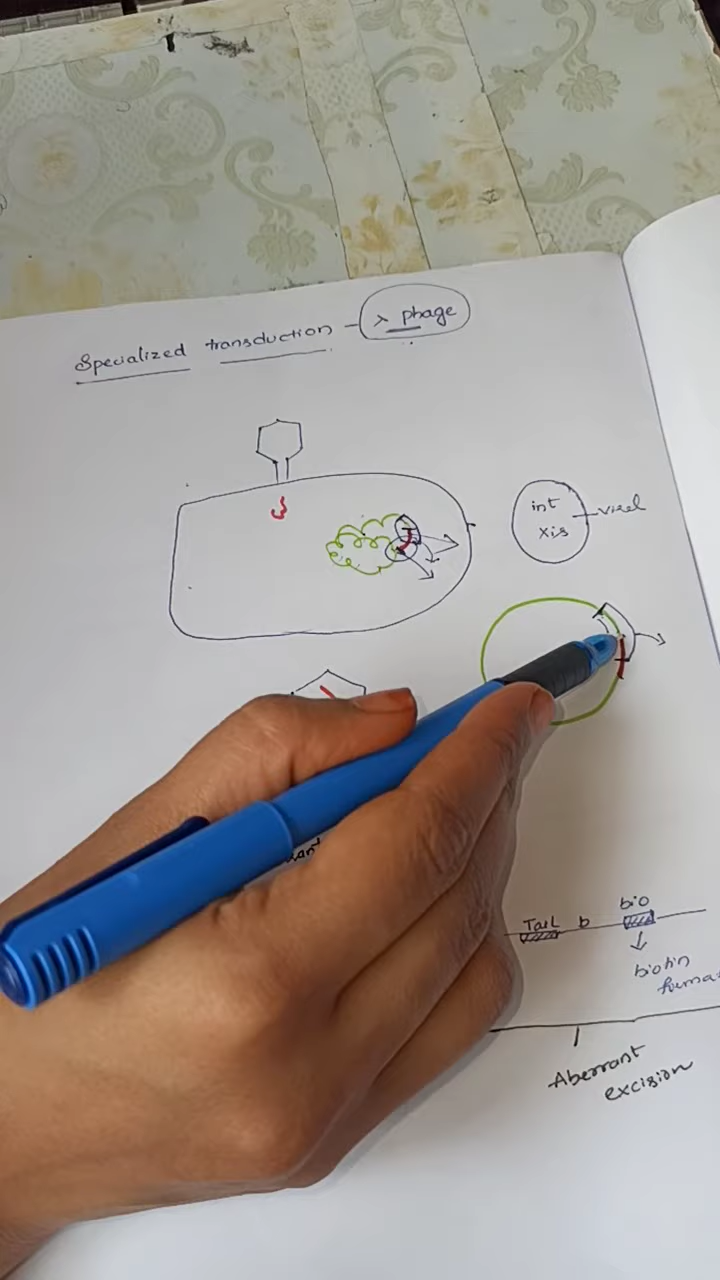 Specialized transduction - λ phage
int
xis
viral
Tail b bio
biotin
Aberrant
excision